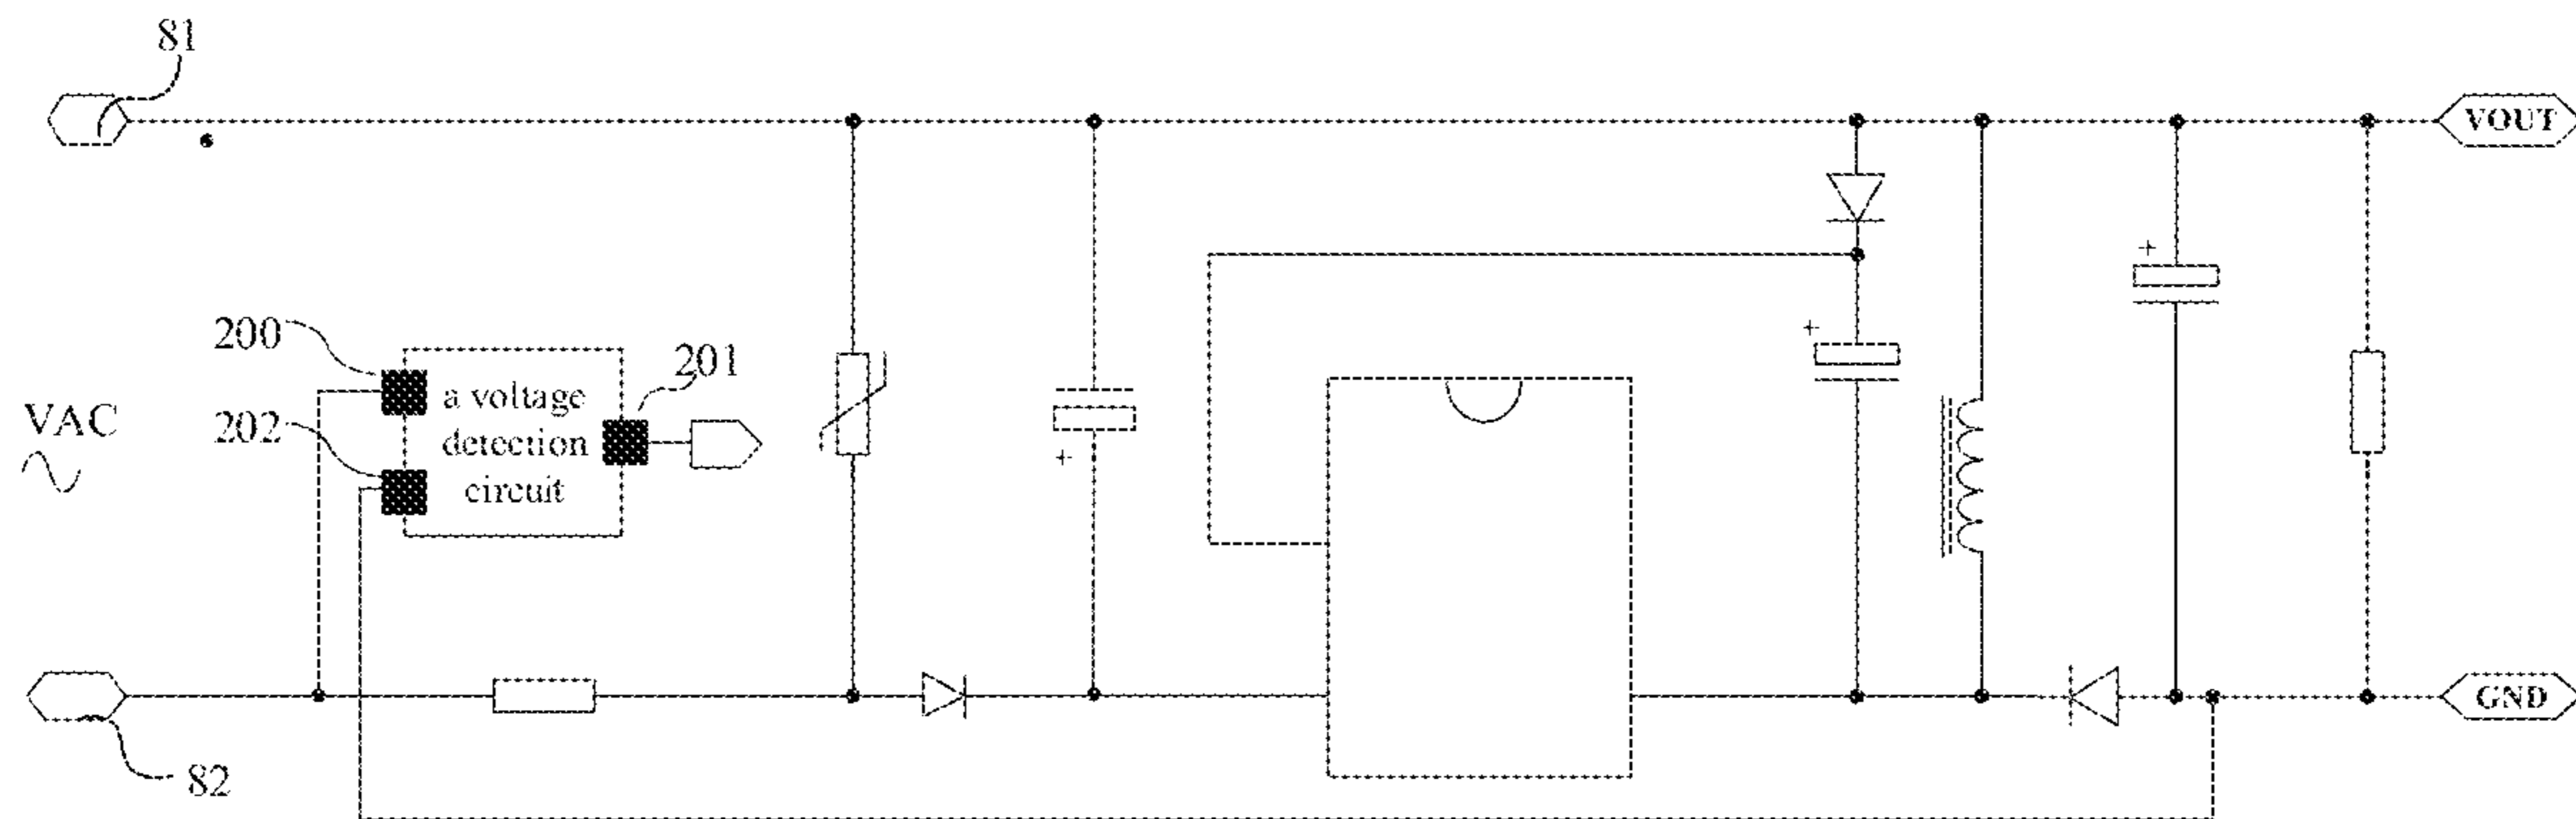 81
VOUT
200
a voltage
201
VAC
202
detection
circuit
+
+
+
GND
82